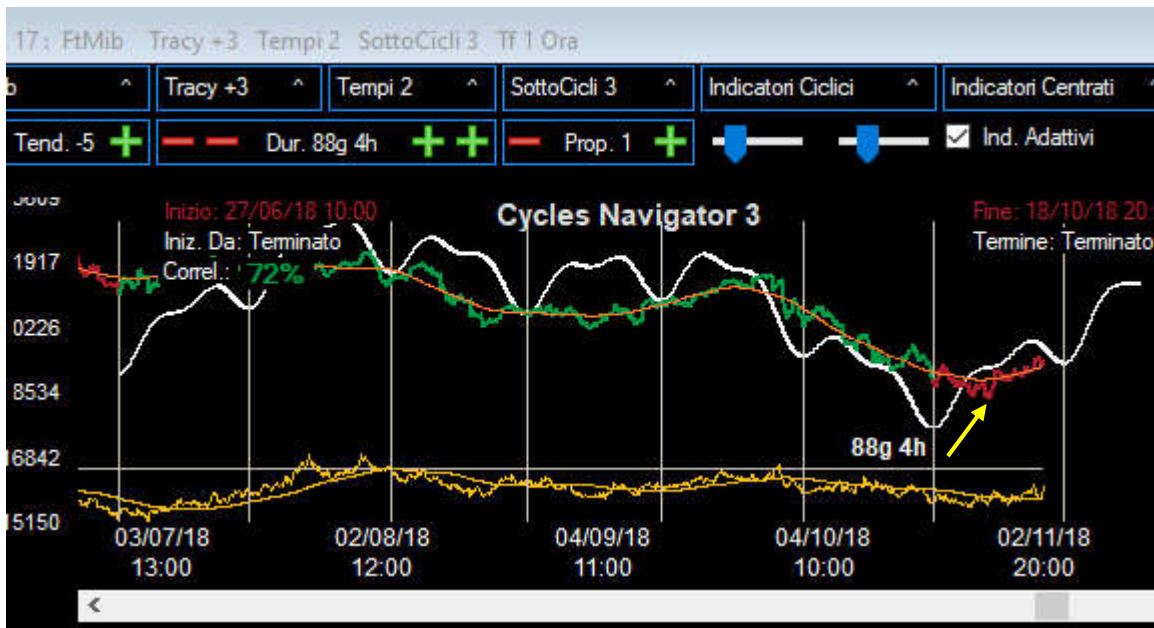 17: FtMib Tracy +3 Tempi 2 SottoCicli 3 Tf 1 Ora
b ^ Tracy +3 ^ Tempi 2 ^ SottoCicli 3 ^ Indicatori Ciclici ^ Indicatori Centrati ^
Tend. -5 Dur. 88g 4h Prop. 1 Ind. Adattivi
Inizio: 27/06/18 10:00 Cycles Navigator 3 Fine: 18/10/18 20:
Iniz. Da: Terminato Termine: Terminato
1917 Correl.: 72%
0226
8534
88g 4h
16842
15150
03/07/18 02/08/18 04/09/18 04/10/18 02/11/18
13:00 12:00 11:00 10:00 20:00